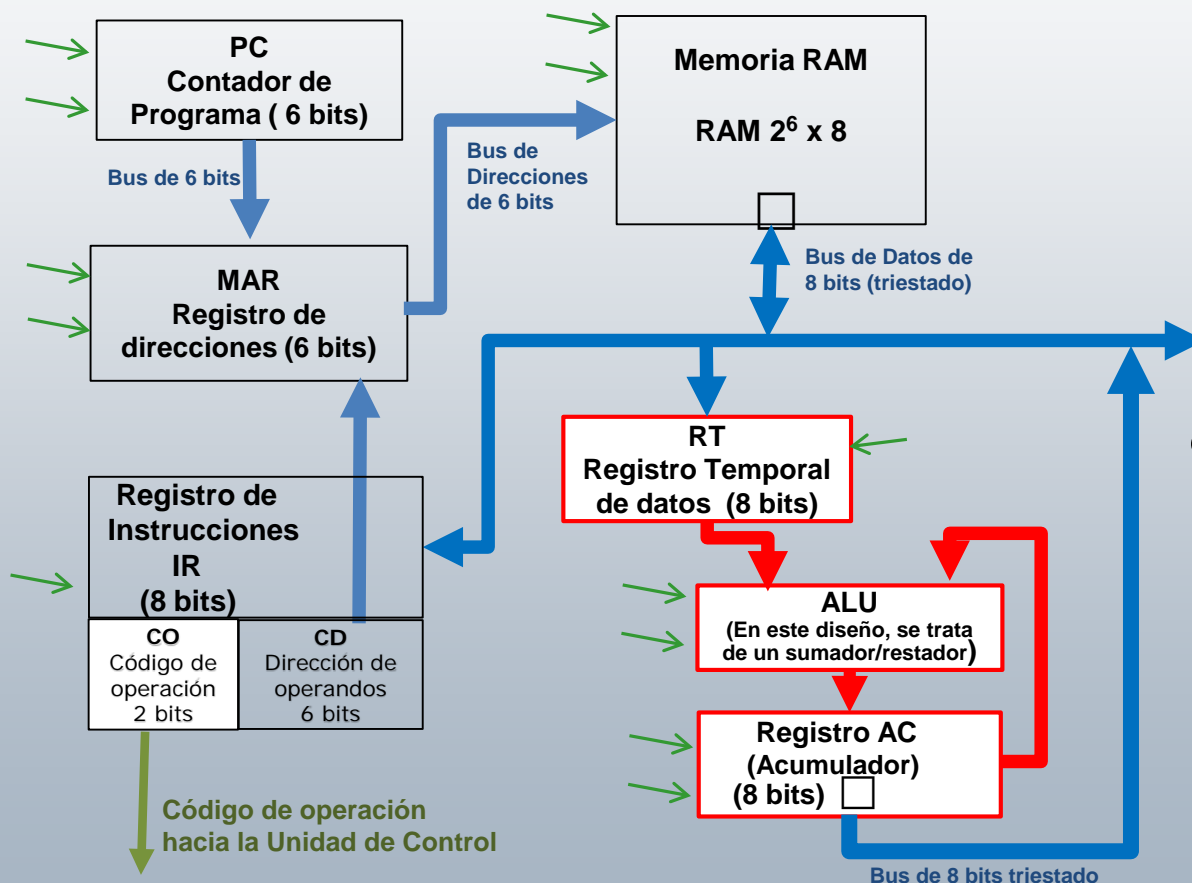 PC
Contador de
Programa ( 6 bits)
Bus de 6 bits
MAR
Registro de
direcciones (6 bits)
Bus de
Direcciones
de 6 bits
Memoria RAM
RAM 2⁶ x 8
Bus de Datos de
8 bits (triestado)
RT
Registro Temporal
de datos (8 bits)
Registro de
Instrucciones
IR
(8 bits)
CO
Código de
operación
2 bits
CD
Dirección de
operandos
6 bits
ALU
(En este diseño, se trata
de un sumador/restador)
Registro AC
(Acumulador)
(8 bits)
Código de operación
hacia la Unidad de Control
Bus de 8 bits triestado